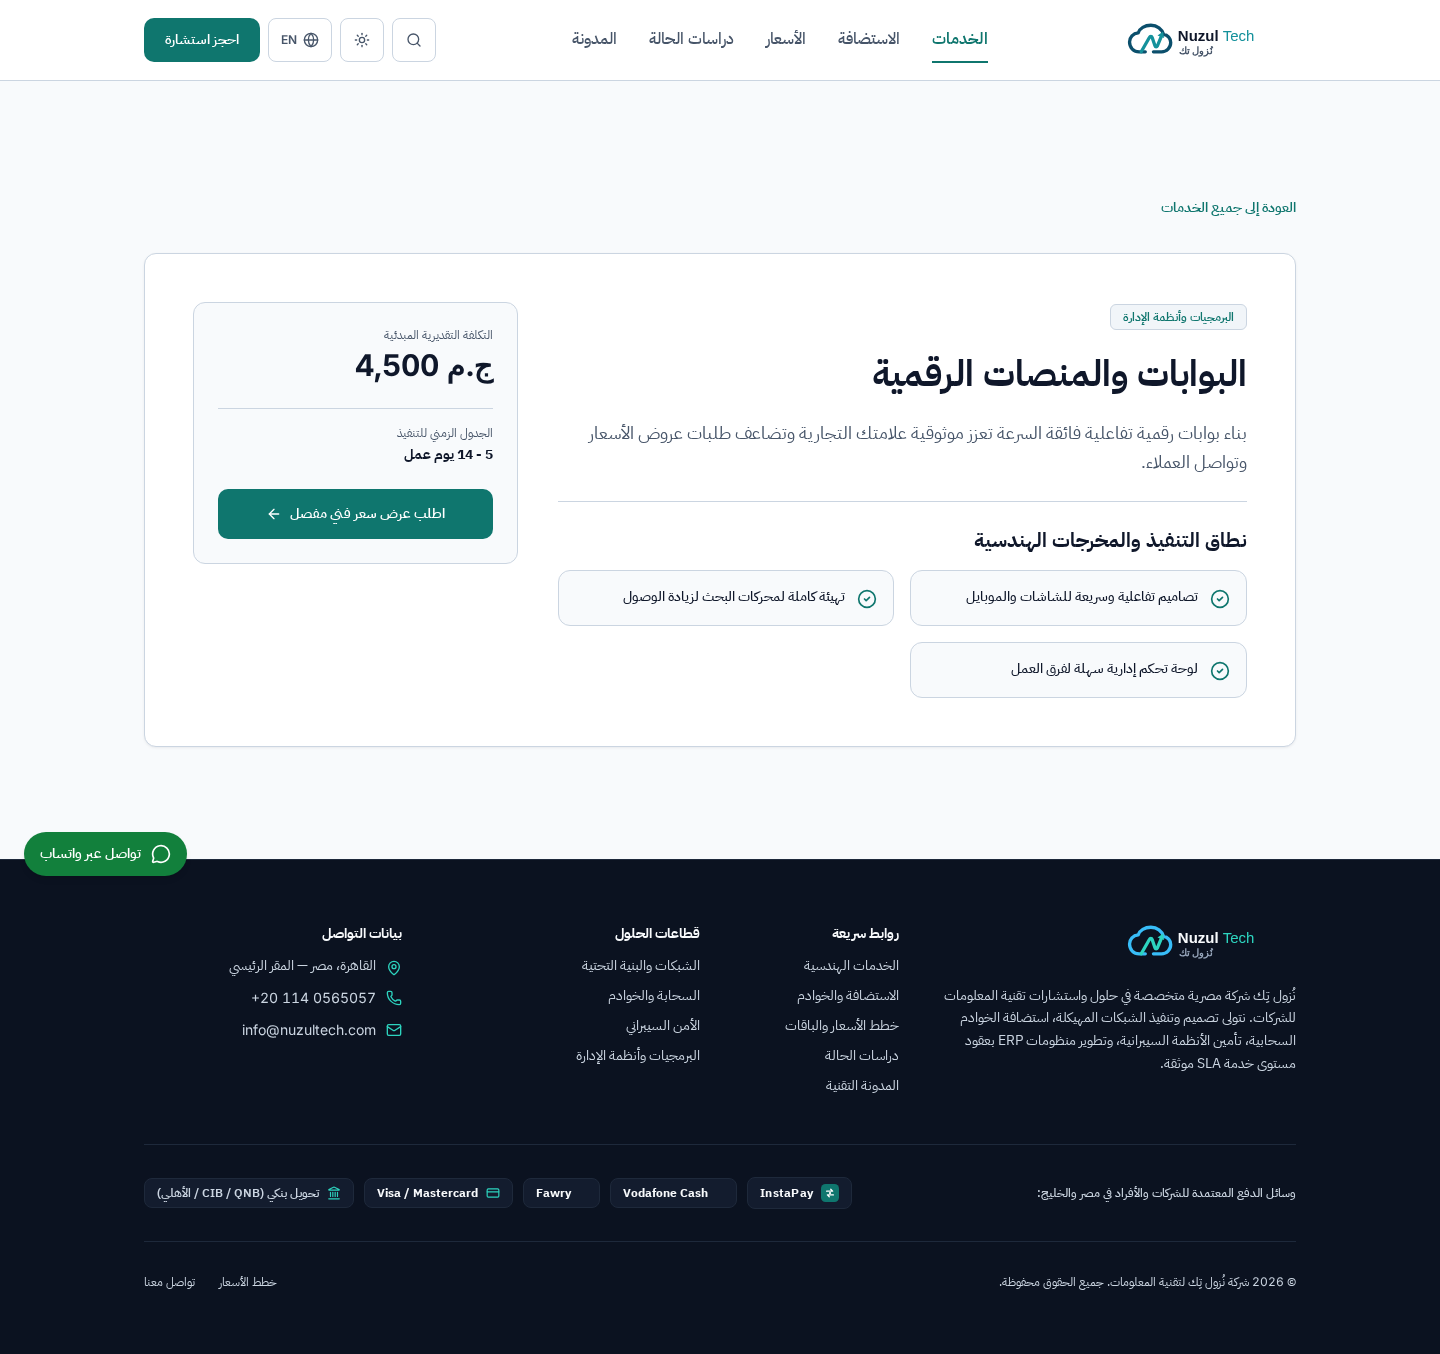 Nuzul Tech
نُزول تك
الخدمات
الاستضافة
الأسعار
دراسات الحالة
المدونة
EN
احجز استشارة
العودة إلى جميع الخدمات
البرمجيات وأنظمة الإدارة
البوابات والمنصات الرقمية
بناء بوابات رقمية تفاعلية فائقة السرعة تعزز موثوقية علامتك التجارية وتضاعف طلبات عروض الأسعار
وتواصل العملاء.
نطاق التنفيذ والمخرجات الهندسية
تصاميم تفاعلية وسريعة للشاشات والموبايل
تهيئة كاملة لمحركات البحث لزيادة الوصول
لوحة تحكم إدارية سهلة لفرق العمل
التكلفة التقديرية المبدئية
4,500 ج.م
الجدول الزمني للتنفيذ
5 - 14 يوم عمل
اطلب عرض سعر فني مفصل
تواصل عبر واتساب
Nuzul Tech
نُزول تك
نُزول تِك شركة مصرية متخصصة في حلول واستشارات تقنية المعلومات
للشركات. نتولى تصميم وتنفيذ الشبكات المهيكلة، استضافة الخوادم
السحابية، تأمين الأنظمة السيبرانية، وتطوير منظومات ERP بعقود
مستوى خدمة SLA موثقة.
روابط سريعة
الخدمات الهندسية
الاستضافة والخوادم
خطط الأسعار والباقات
دراسات الحالة
المدونة التقنية
قطاعات الحلول
الشبكات والبنية التحتية
السحابة والخوادم
الأمن السيبراني
البرمجيات وأنظمة الإدارة
بيانات التواصل
القاهرة، مصر — المقر الرئيسي
+20 114 0565057
info@nuzultech.com
وسائل الدفع المعتمدة للشركات والأفراد في مصر والخليج:
InstaPay
Vodafone Cash
Fawry
Visa / Mastercard
تحويل بنكي (CIB / QNB / الأهلي)
© 2026 شركة نُزول تِك لتقنية المعلومات. جميع الحقوق محفوظة.
خطط الأسعار
تواصل معنا